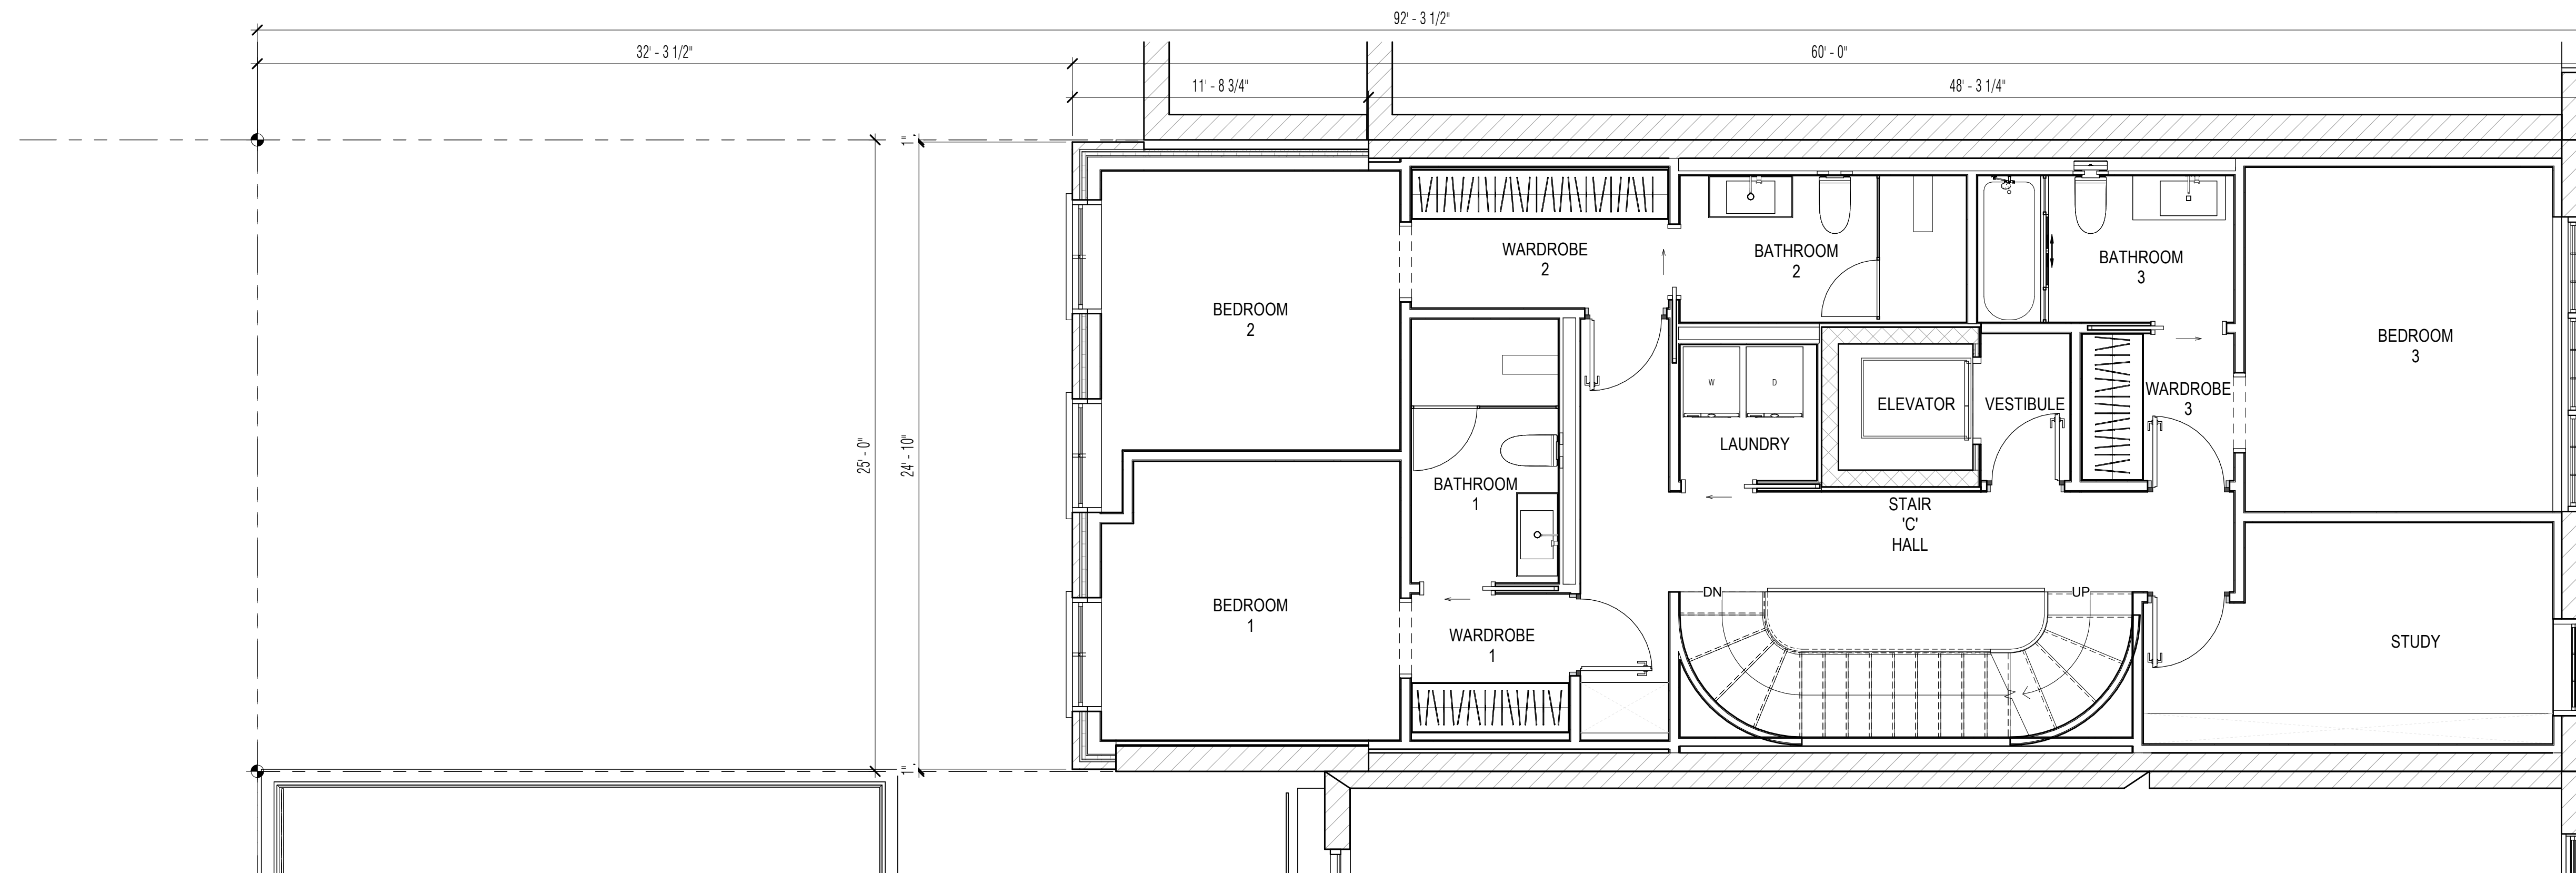 92' - 3 1/2"
32' - 3 1/2"
60' - 0"
11' - 8 3/4"
48' - 3 1/4"
1"
25' - 0"
24' - 10"
1"
WARDROBE
2
BATHROOM
2
BATHROOM
3
BEDROOM
2
BEDROOM
3
W
D
ELEVATOR
VESTIBULE
WARDROBE
3
LAUNDRY
BATHROOM
1
STAIR
'C'
HALL
DN
UP
BEDROOM
1
WARDROBE
1
STUDY